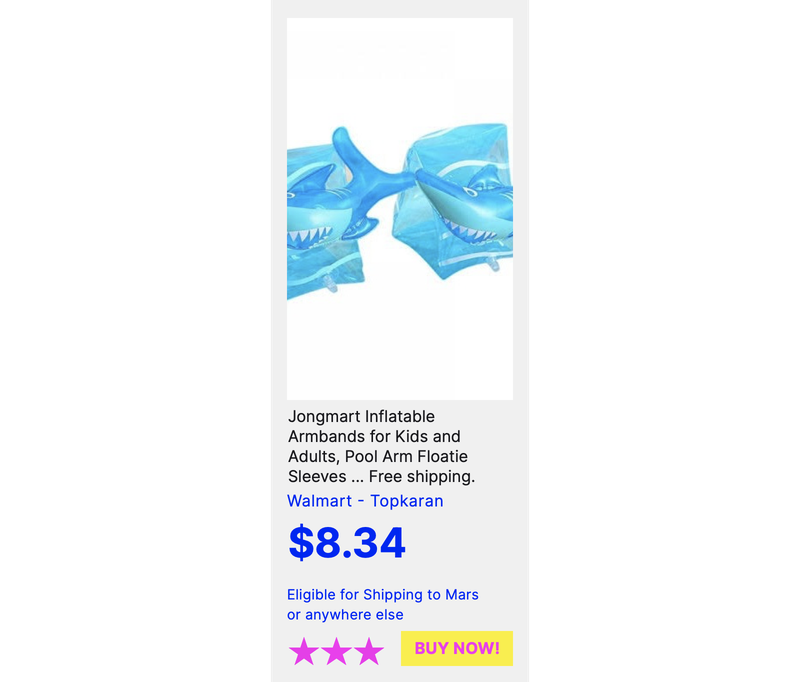 Jongmart Inflatable
Armbands for Kids and
Adults, Pool Arm Floatie
Sleeves ... Free shipping.
Walmart - Topkaran
$8.34
Eligible for Shipping to Mars
or anywhere else
BUY NOW!